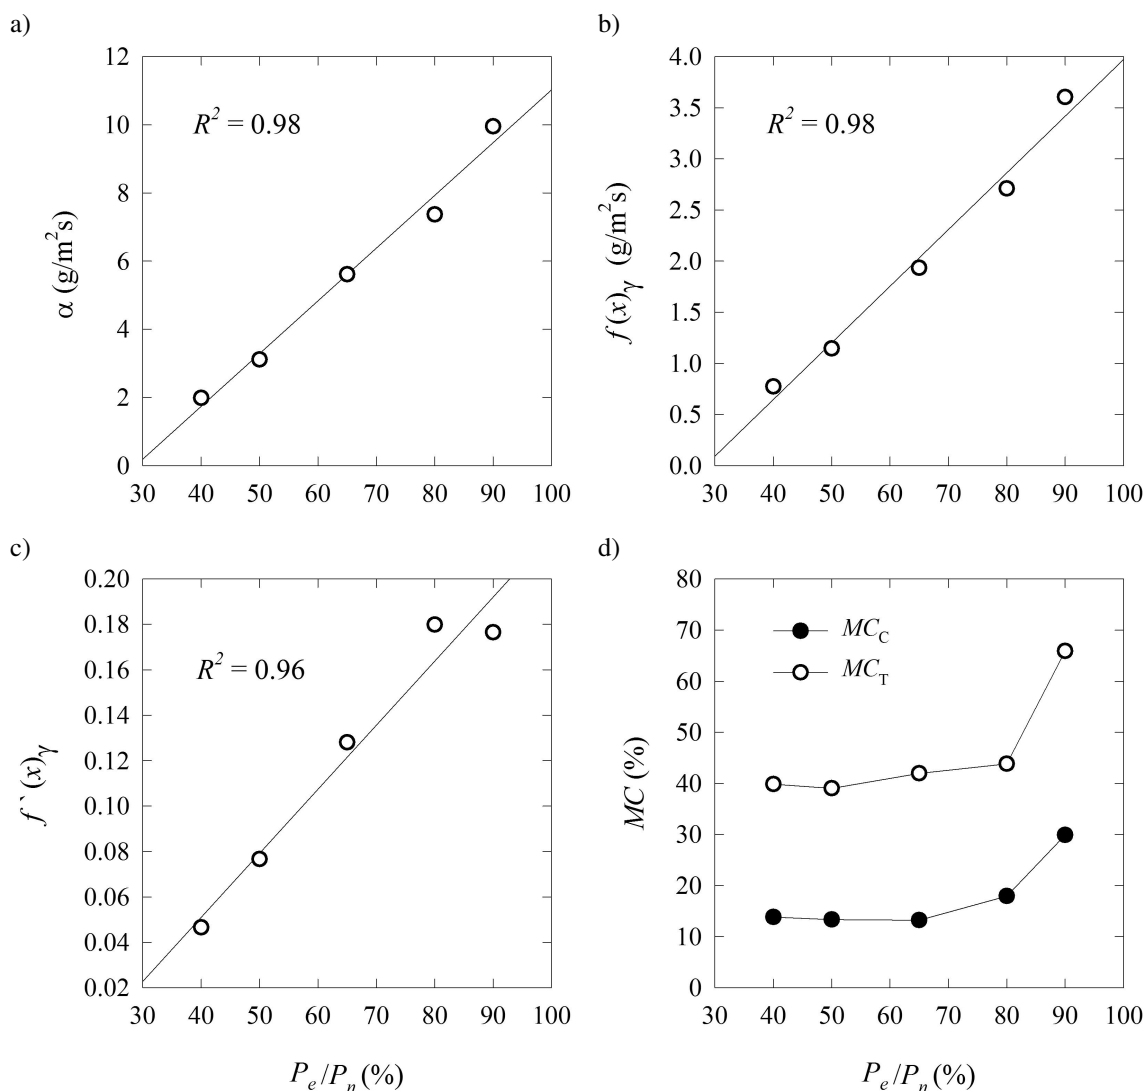 a)
12
10
8
6
4
2
0
α (g/m²s)
R² = 0.98
30 40 50 60 70 80 90 100
b)
4.0
3.5
3.0
2.5
2.0
1.5
1.0
0.5
0.0
f(x)γ (g/m²s)
R² = 0.98
30 40 50 60 70 80 90 100
c)
0.20
0.18
0.16
0.14
0.12
0.10
0.08
0.06
0.04
0.02
f`(x)γ
R² = 0.96
30 40 50 60 70 80 90 100
Pe/Pn (%)
d)
80
70
60
50
40
30
20
10
0
MC (%)
MCC
MCT
30 40 50 60 70 80 90 100
Pe/Pn (%)